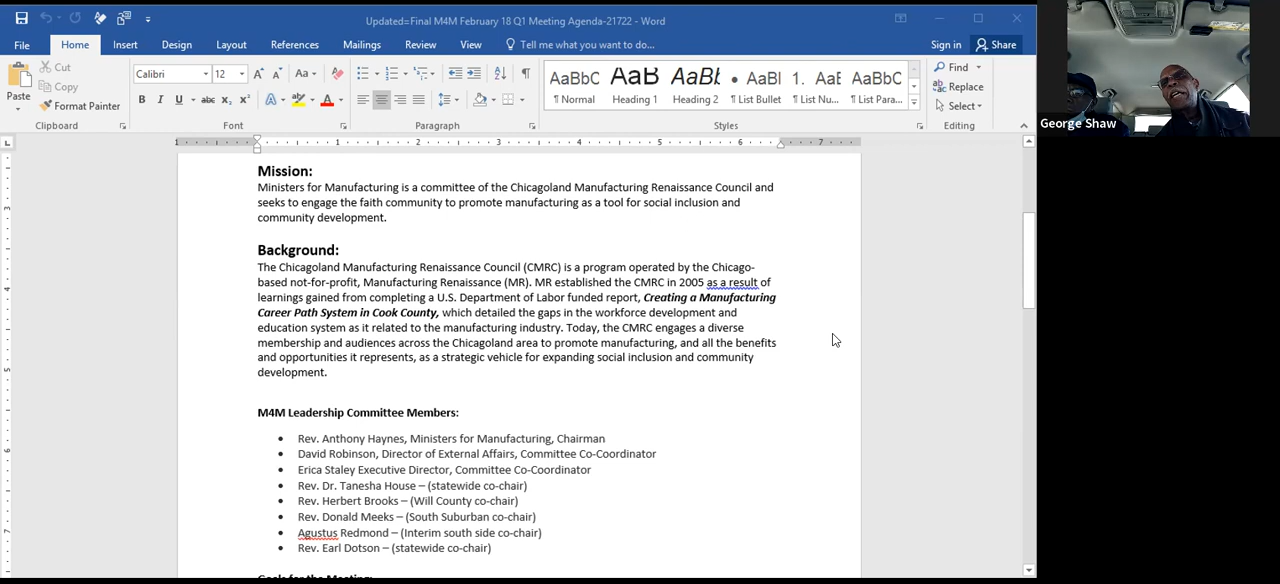 Updated=Final M4M February 18 Q1 Meeting Agenda-21722 - Word
File Home Insert Design Layout References Mailings Review View Tell me what you want to do... Sign in Share
Paste
Cut
Copy
Format Painter
Clipboard
Calibri 12
Font
Paragraph
AaBbC AaB AaBb AaBl 1. AaE AaBbC
¶ Normal Heading 1 Heading 2 ¶ List Bullet ¶ List Nu... ¶ List Para...
Styles
Find
Replace
Select
Editing
George Shaw
Mission:
Ministers for Manufacturing is a committee of the Chicagoland Manufacturing Renaissance Council and
seeks to engage the faith community to promote manufacturing as a tool for social inclusion and
community development.
Background:
The Chicagoland Manufacturing Renaissance Council (CMRC) is a program operated by the Chicago-
based not-for-profit, Manufacturing Renaissance (MR). MR established the CMRC in 2005 as a result of
learnings gained from completing a U.S. Department of Labor funded report, Creating a Manufacturing
Career Path System in Cook County, which detailed the gaps in the workforce development and
education system as it related to the manufacturing industry. Today, the CMRC engages a diverse
membership and audiences across the Chicagoland area to promote manufacturing, and all the benefits
and opportunities it represents, as a strategic vehicle for expanding social inclusion and community
development.
M4M Leadership Committee Members:
• Rev. Anthony Haynes, Ministers for Manufacturing, Chairman
• David Robinson, Director of External Affairs, Committee Co-Coordinator
• Erica Staley Executive Director, Committee Co-Coordinator
• Rev. Dr. Tanesha House – (statewide co-chair)
• Rev. Herbert Brooks – (Will County co-chair)
• Rev. Donald Meeks – (South Suburban co-chair)
• Agustus Redmond – (Interim south side co-chair)
• Rev. Earl Dotson – (statewide co-chair)
Goals for the Meeting: